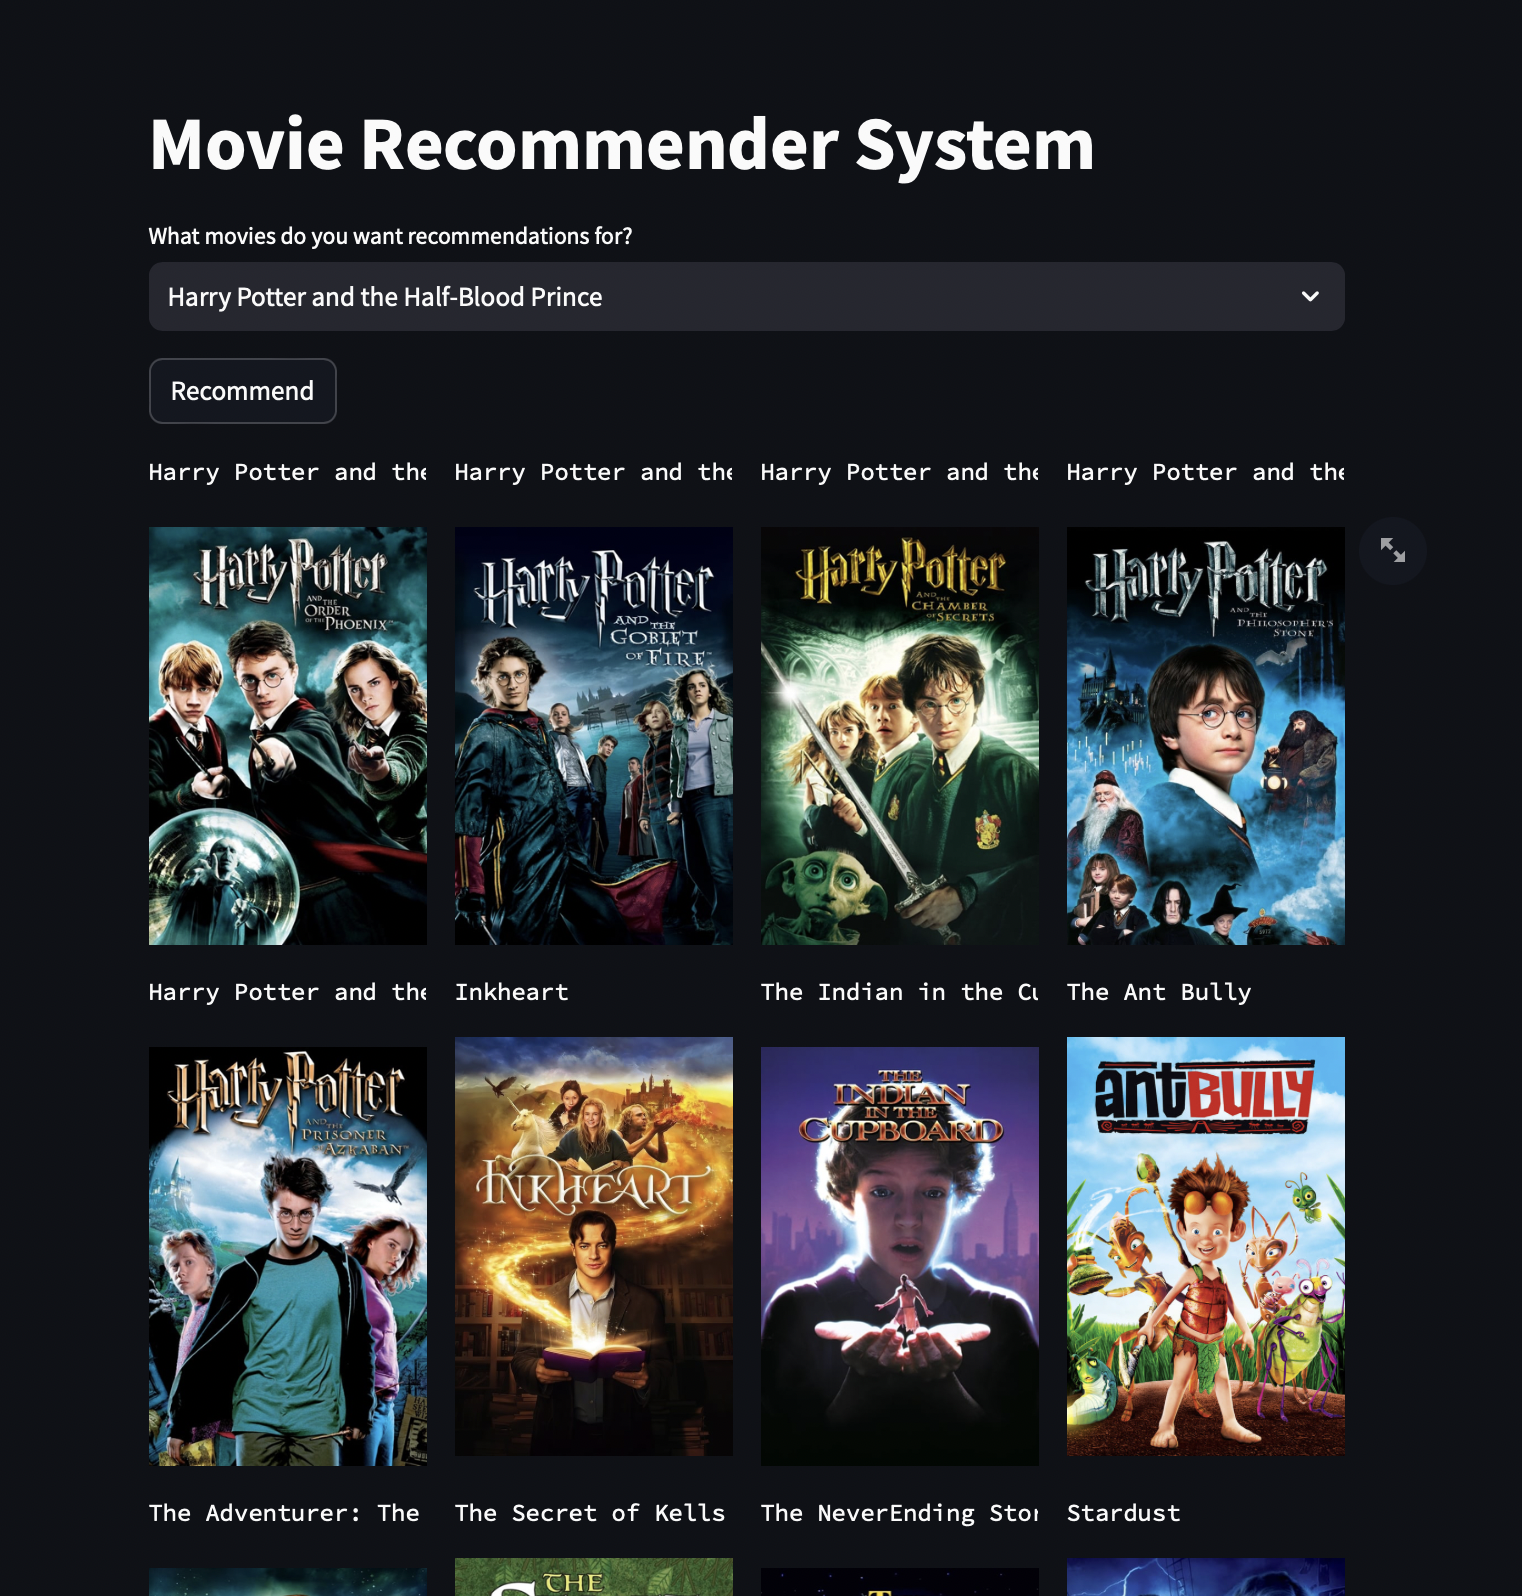 Movie Recommender System
What movies do you want recommendations for?
Harry Potter and the Half-Blood Prince
Recommend
Harry Potter and the
Harry Potter and the
Harry Potter and the
Harry Potter and the
Harry Potter
AND THE
ORDER
OF THE PHOENIX
Harry Potter
AND THE
GOBLET
OF FIRE
Harry Potter
AND THE
CHAMBER
OF SECRETS
Harry Potter
AND THE
PHILOSOPHER'S
STONE
Harry Potter and the
Inkheart
The Indian in the Cu
The Ant Bully
Harry Potter
AND THE
PRISONER
OF AZKABAN
INKHEART
THE
INDIAN
IN THE
CUPBOARD
antBULLY
The Adventurer: The
The Secret of Kells
The NeverEnding Stor
Stardust
THE